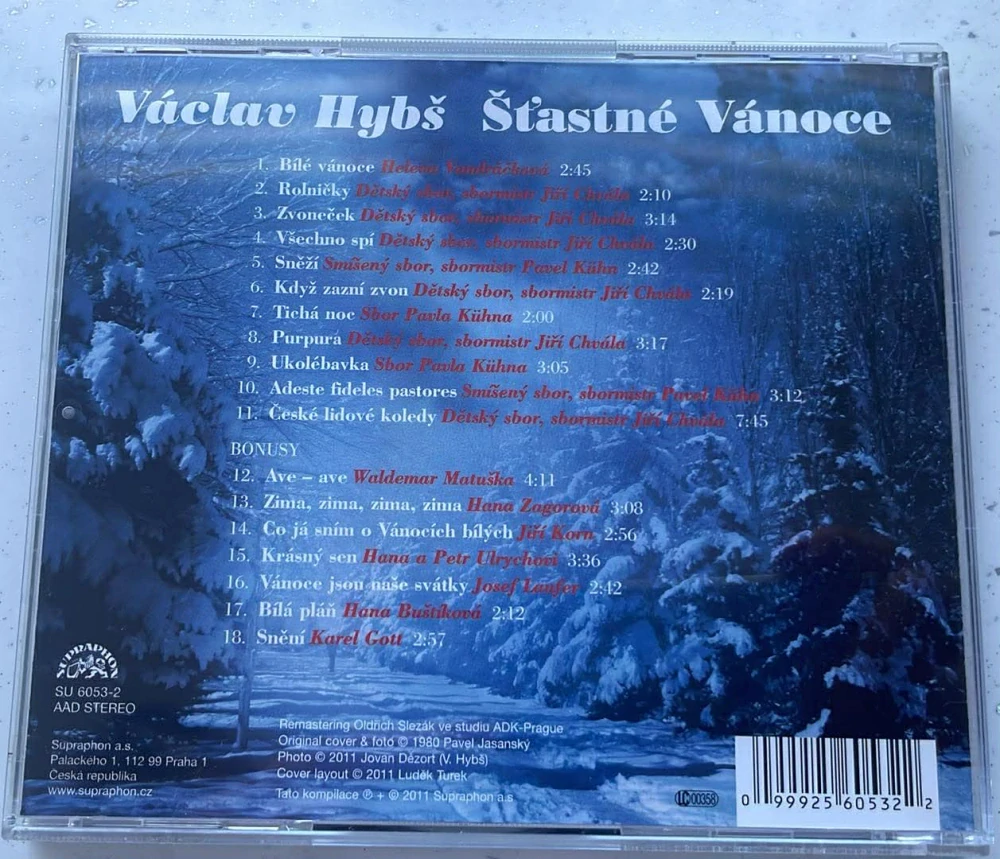 Václav Hybš Šťastné Vánoce
1. Bílé vánoce Helena Vondráčková 2:45
2. Rolničky Dětský sbor, sbormistr Jiří Chvála 2:10
3. Zvoneček Dětský sbor, sbormistr Jiří Chvála 3:14
4. Všechno spí Dětský sbor, sbormistr Jiří Chvála 2:30
5. Sněží Smíšený sbor, sbormistr Pavel Kühn 2:42
6. Když zazní zvon Dětský sbor, sbormistr Jiří Chvála 2:19
7. Tichá noc Sbor Pavla Kühna 2:00
8. Purpura Dětský sbor, sbormistr Jiří Chvála 3:17
9. Ukolébavka Sbor Pavla Kühna 3:05
10. Adeste fideles pastores Smíšený sbor, sbormistr Pavel Kühn 3:12
11. České lidové koledy Dětský sbor, sbormistr Jiří Chvála 7:45
BONUSY
12. Ave – ave Waldemar Matuška 4:11
13. Zima, zima, zima, zima Hana Zagorová 3:08
14. Co já sním o Vánocích bílých Jiří Korn 2:56
15. Krásný sen Hana a Petr Ulrychovi 3:36
16. Vánoce jsou naše svátky Josef Laufer 2:42
17. Bílá pláň Hana Buštíková 2:12
18. Snění Karel Gott 2:57
SUPRAPHON
SU 6053-2
AAD STEREO
Supraphon a.s.
Palackého 1, 112 99 Praha 1
Česká republika
www.supraphon.cz
Remastering Oldřich Slezák ve studiu ADK-Prague
Original cover & foto © 1980 Pavel Jasanský
Photo © 2011 Jovan Dezort (V. Hybš)
Cover layout © 2011 Luděk Turek
Tato kompilace ℗ + © 2011 Supraphon a.s.
LC 00358
0 99925 60532 2